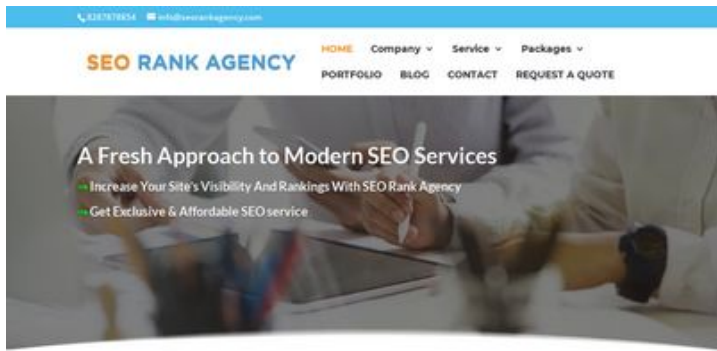 8287878854 info@seorankagency.com
SEO RANK AGENCY
HOME Company Service Packages
PORTFOLIO BLOG CONTACT REQUEST A QUOTE
A Fresh Approach to Modern SEO Services
Increase Your Site's Visibility And Rankings With SEO Rank Agency
Get Exclusive & Affordable SEO service